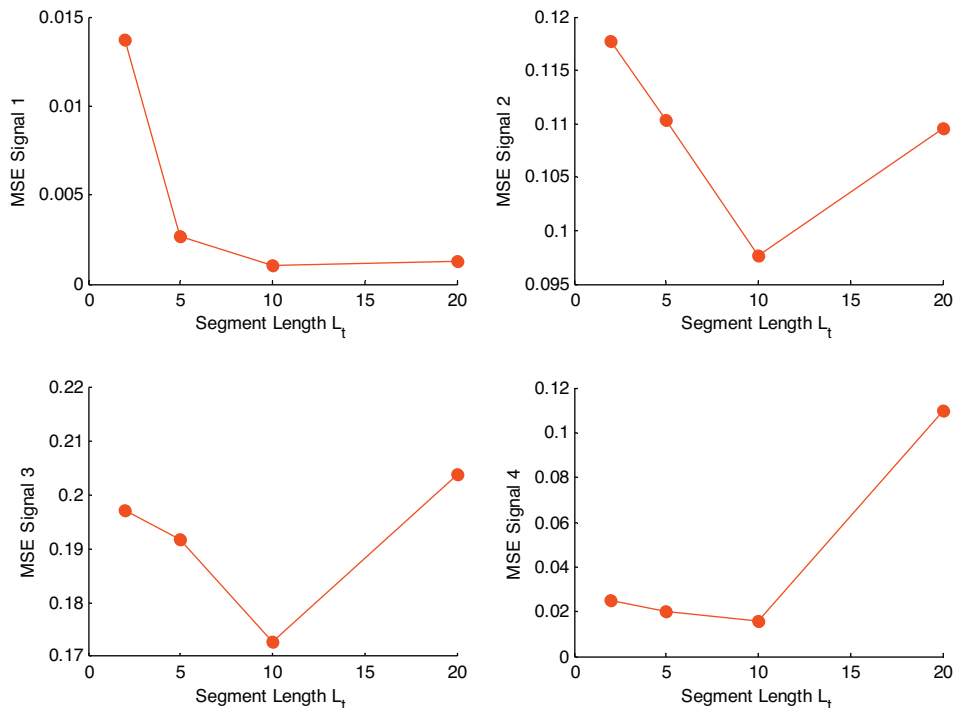 MSE Signal 1
0.015
0.01
0.005
0
0 5 10 15 20
Segment Length L_t
MSE Signal 2
0.12
0.115
0.11
0.105
0.1
0.095
0 5 10 15 20
Segment Length L_t
MSE Signal 3
0.22
0.21
0.2
0.19
0.18
0.17
0 5 10 15 20
Segment Length L_t
MSE Signal 4
0.12
0.1
0.08
0.06
0.04
0.02
0
0 5 10 15 20
Segment Length L_t